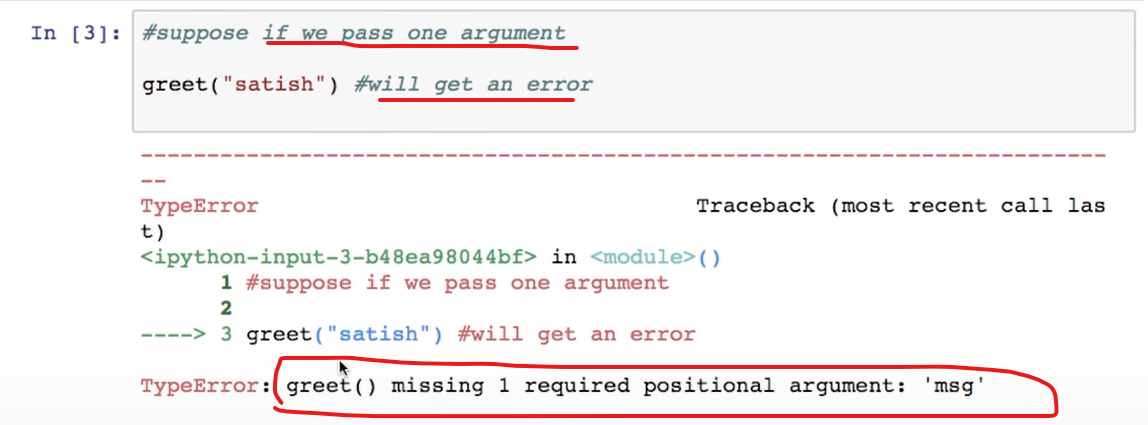 In [3]: #suppose if we pass one argument
greet("satish") #will get an error
---------------------------------------------------------------------------
--
TypeError Traceback (most recent call las
t)
<ipython-input-3-b48ea98044bf> in <module>()
1 #suppose if we pass one argument
2
----> 3 greet("satish") #will get an error
TypeError: greet() missing 1 required positional argument: 'msg'